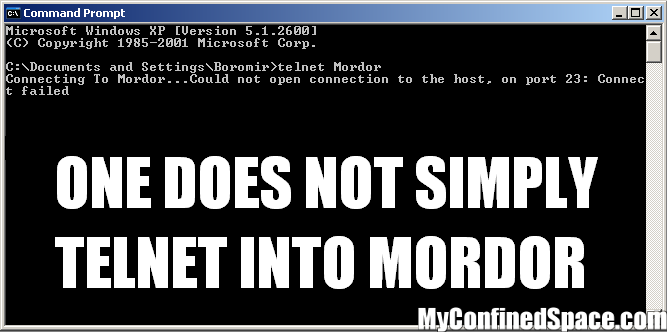 Command Prompt
Microsoft Windows XP [Version 5.1.2600]
(C) Copyright 1985-2001 Microsoft Corp.
C:\Documents and Settings\Boromir>telnet Mordor
Connecting To Mordor...Could not open connection to the host, on port 23: Connec
t failed
ONE DOES NOT SIMPLY
TELNET INTO MORDOR
MyConfinedSpace.com